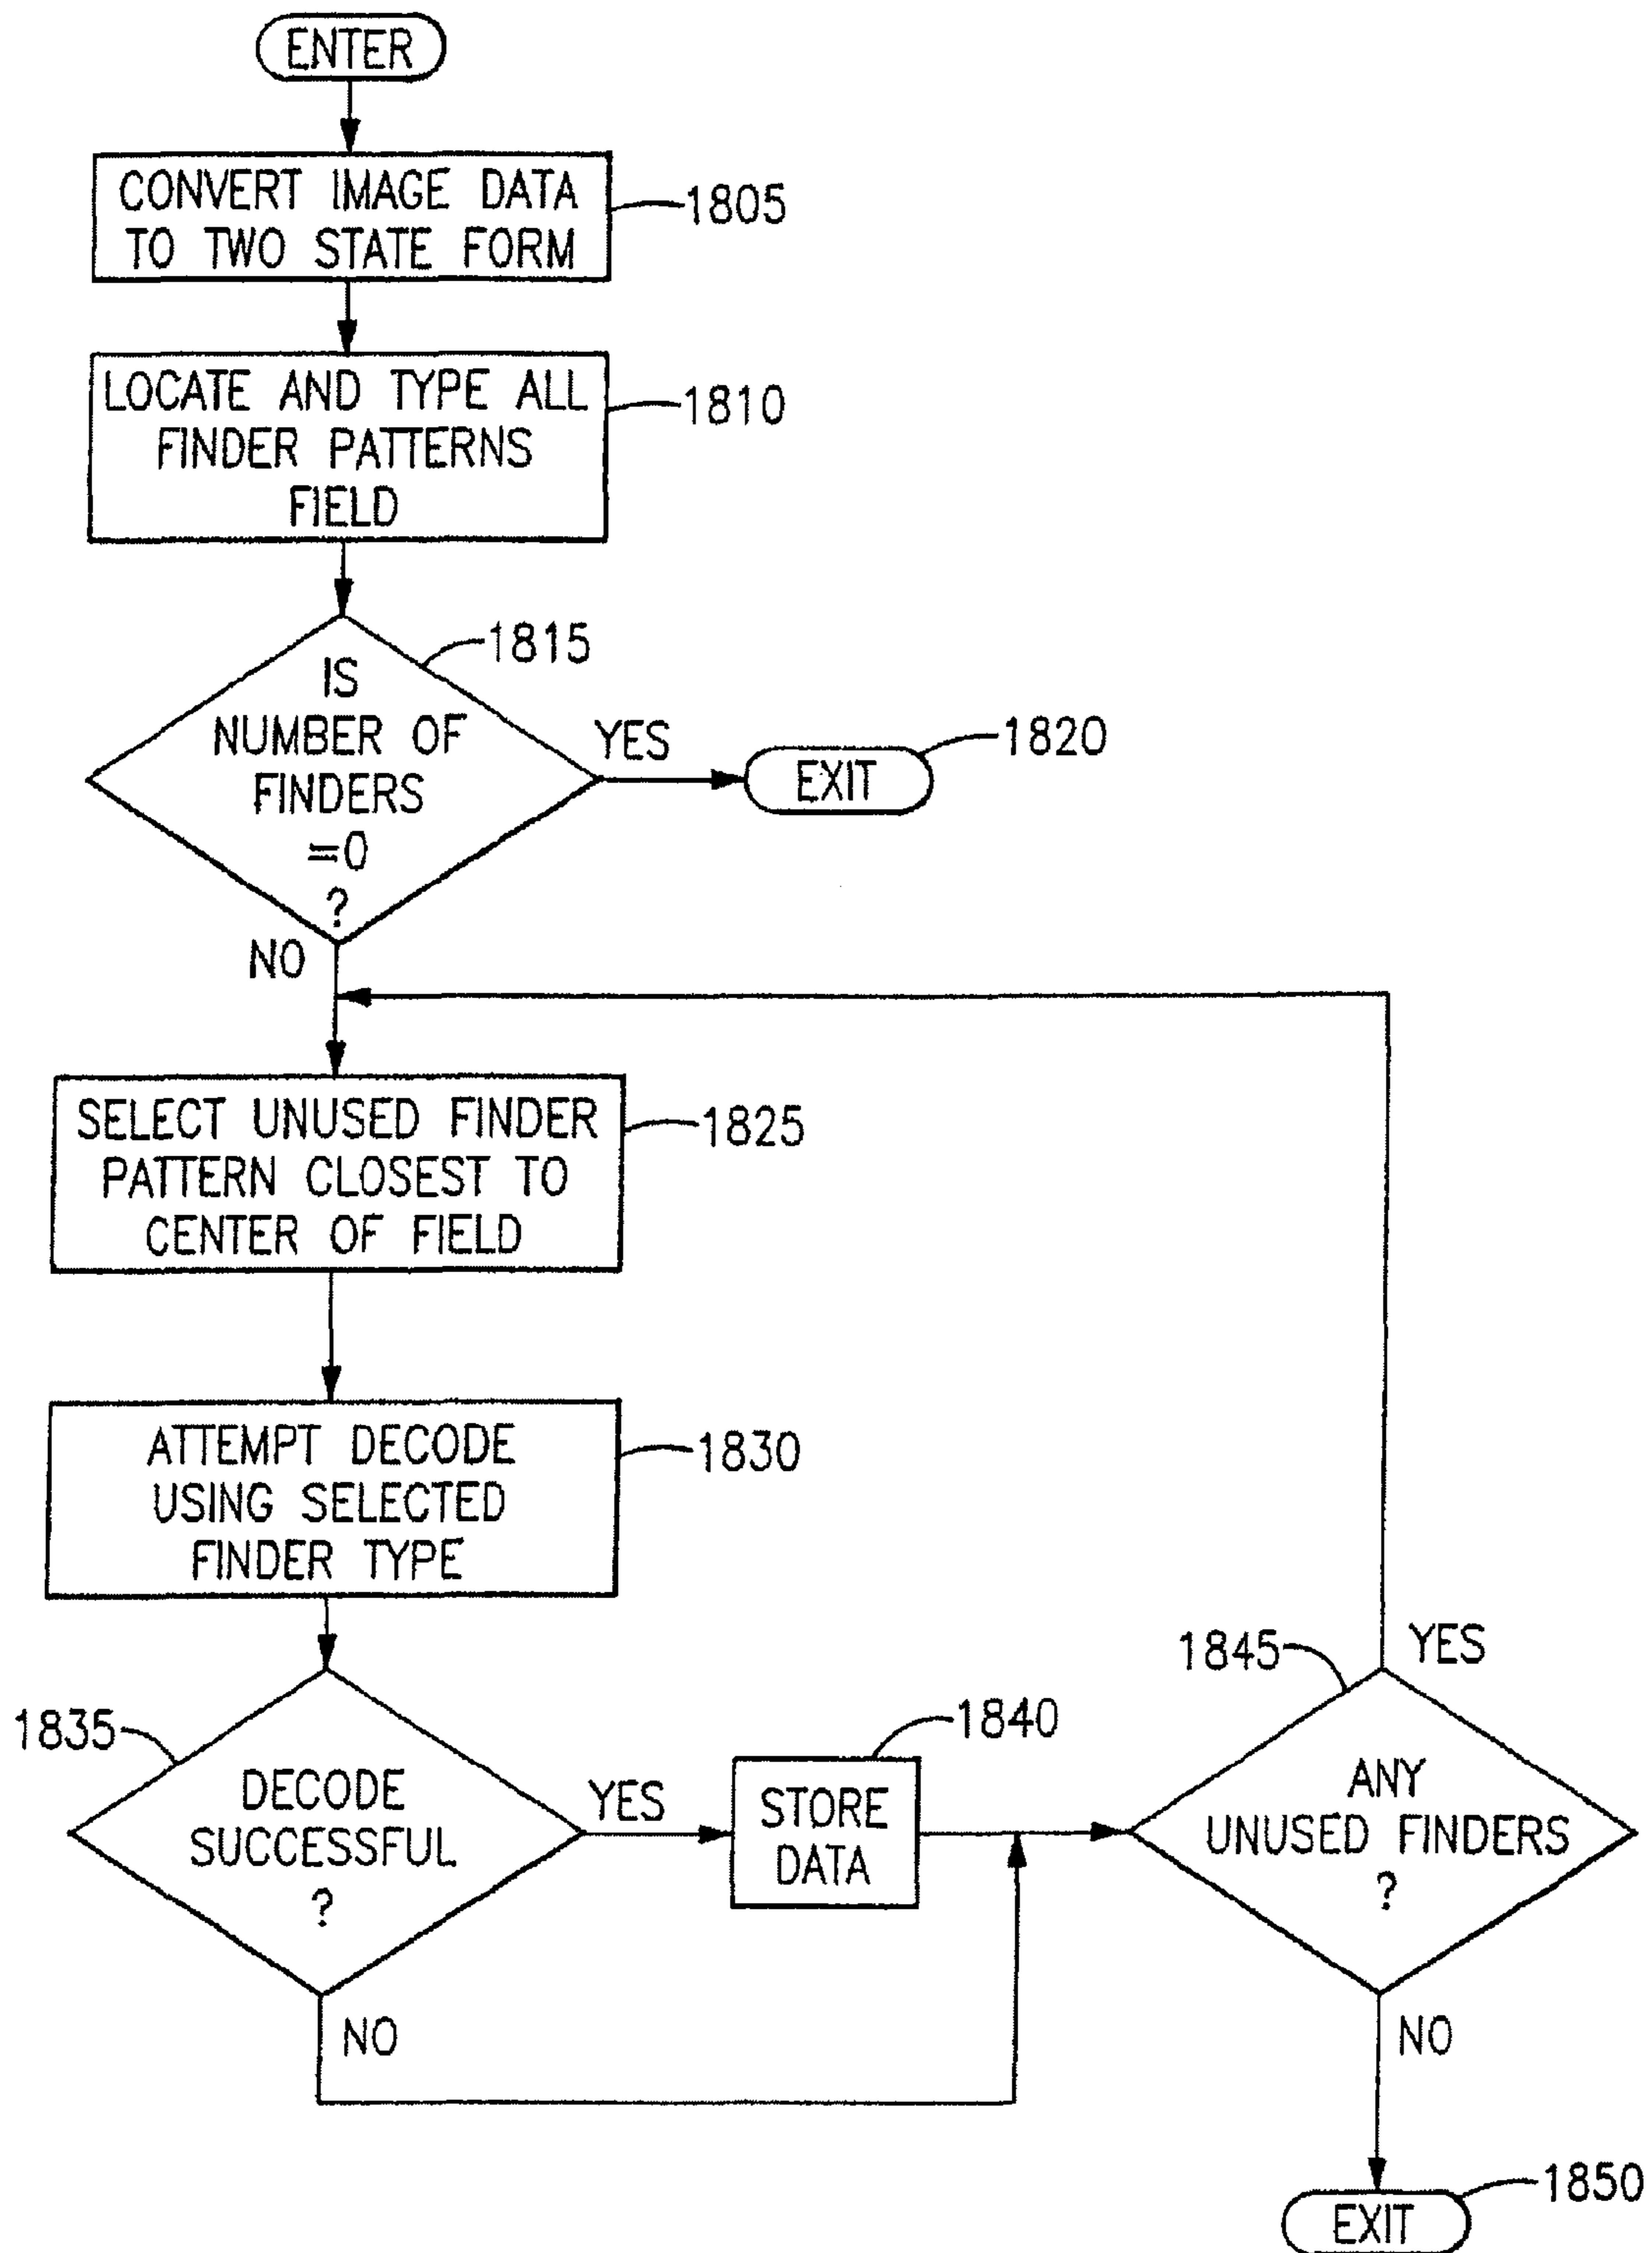 ENTER
CONVERT IMAGE DATA
TO TWO STATE FORM
1805
LOCATE AND TYPE ALL
FINDER PATTERNS
FIELD
1810
IS
NUMBER OF
FINDERS
=0
?
1815
YES
EXIT
1820
NO
SELECT UNUSED FINDER
PATTERN CLOSEST TO
CENTER OF FIELD
1825
ATTEMPT DECODE
USING SELECTED
FINDER TYPE
1830
1835
DECODE
SUCCESSFUL
?
YES
NO
STORE
DATA
1840
1845
ANY
UNUSED FINDERS
?
YES
NO
EXIT
1850